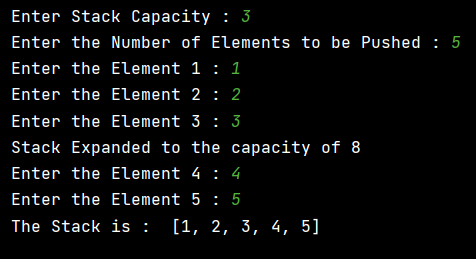 Enter Stack Capacity : 3
Enter the Number of Elements to be Pushed : 5
Enter the Element 1 : 1
Enter the Element 2 : 2
Enter the Element 3 : 3
Stack Expanded to the capacity of 8
Enter the Element 4 : 4
Enter the Element 5 : 5
The Stack is :  [1, 2, 3, 4, 5]